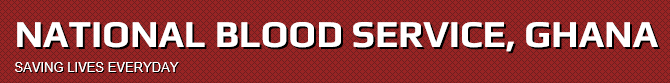 NATIONAL BLOOD SERVICE, GHANA
SAVING LIVES EVERYDAY